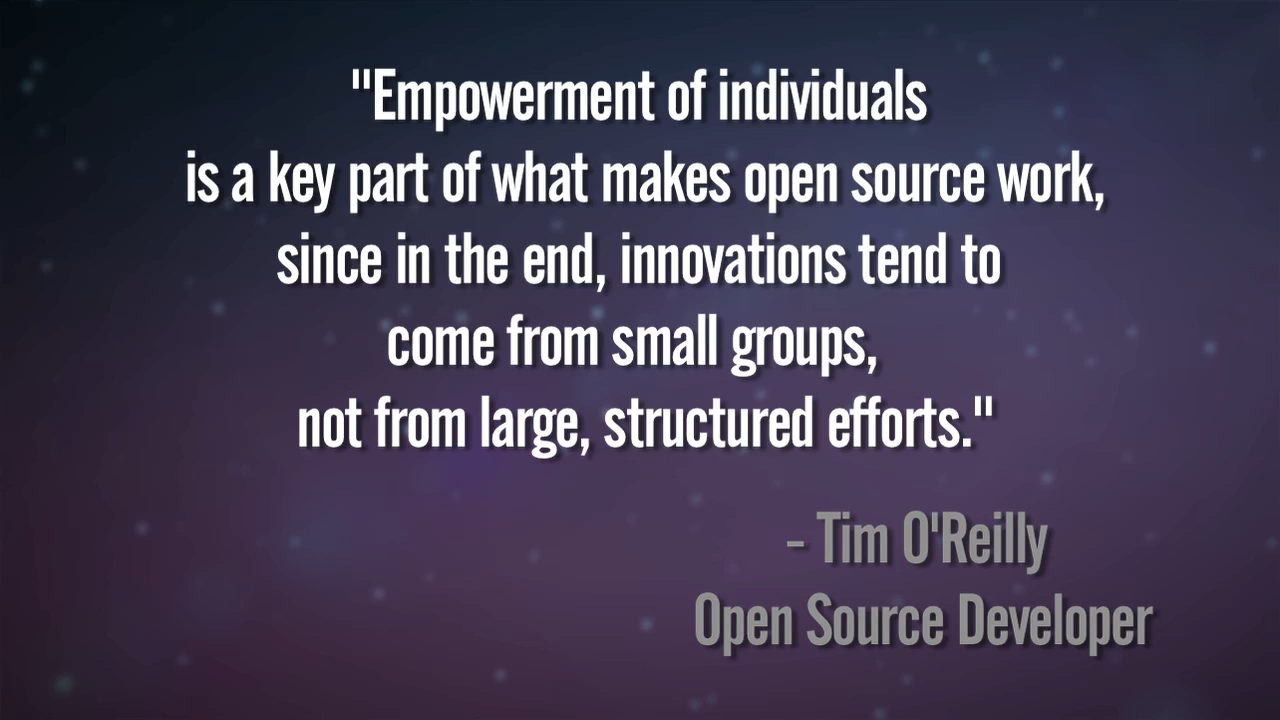 "Empowerment of individuals
is a key part of what makes open source work,
since in the end, innovations tend to
come from small groups,
not from large, structured efforts."
- Tim O'Reilly
Open Source Developer